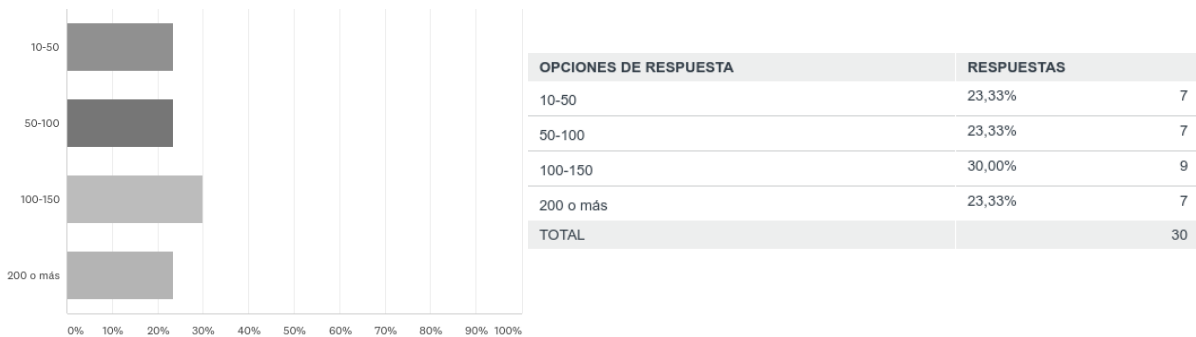 10-50
50-100
100-150
200 o más
0% 10% 20% 30% 40% 50% 60% 70% 80% 90% 100%
OPCIONES DE RESPUESTA RESPUESTAS
10-50 23,33% 7
50-100 23,33% 7
100-150 30,00% 9
200 o más 23,33% 7
TOTAL 30